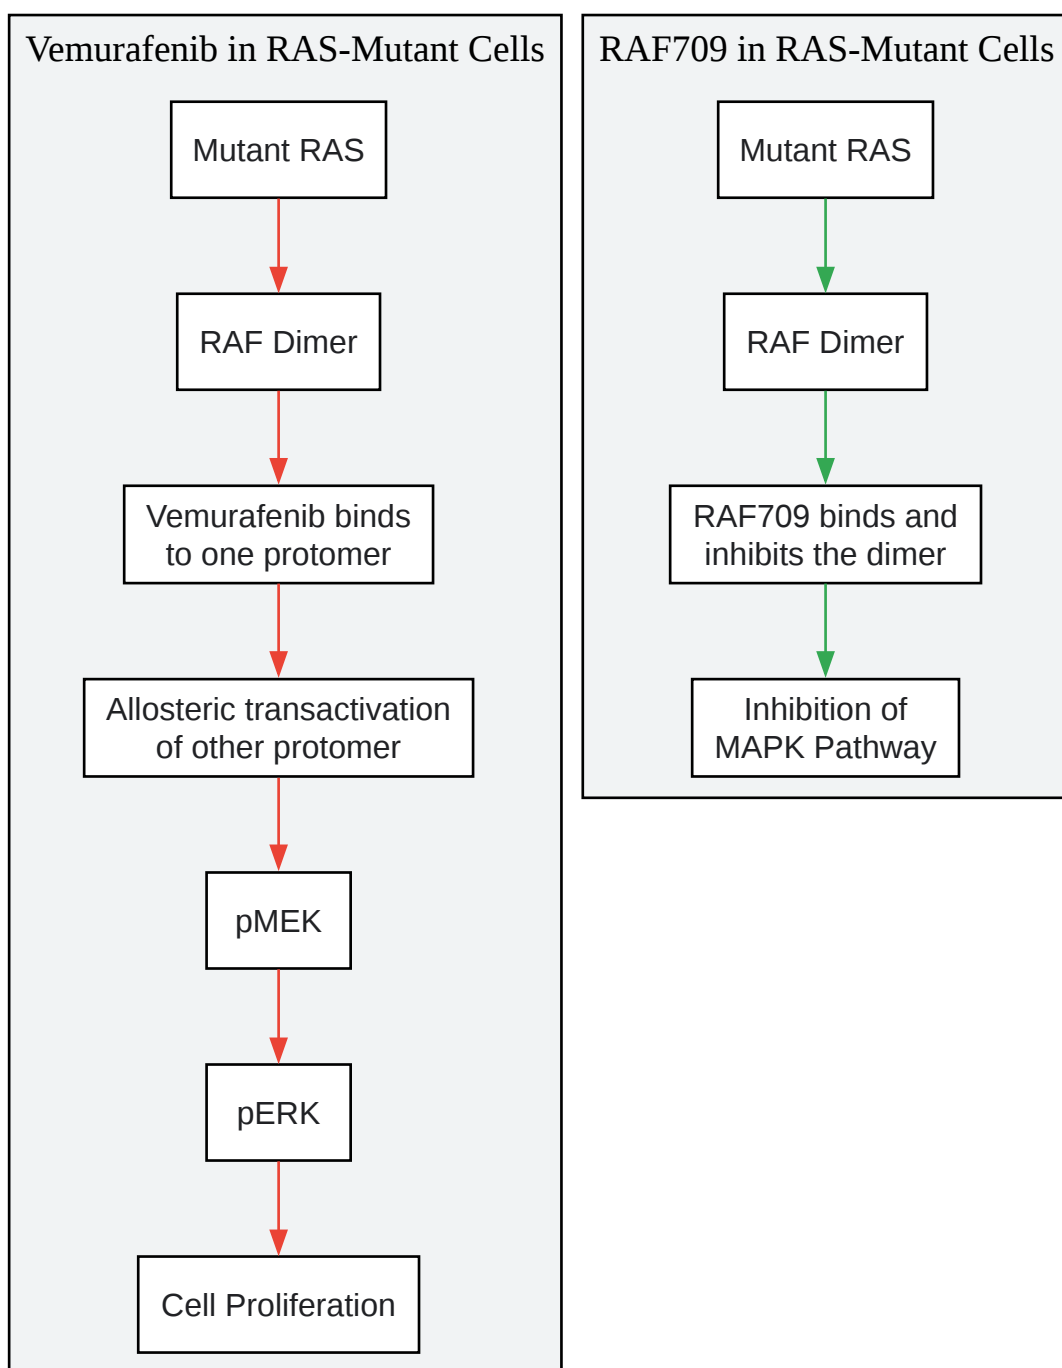 Vemurafenib in RAS-Mutant Cells
Mutant RAS
RAF Dimer
Vemurafenib binds
to one protomer
Allosteric transactivation
of other protomer
pMEK
pERK
Cell Proliferation
RAF709 in RAS-Mutant Cells
Mutant RAS
RAF Dimer
RAF709 binds and
inhibits the dimer
Inhibition of
MAPK Pathway